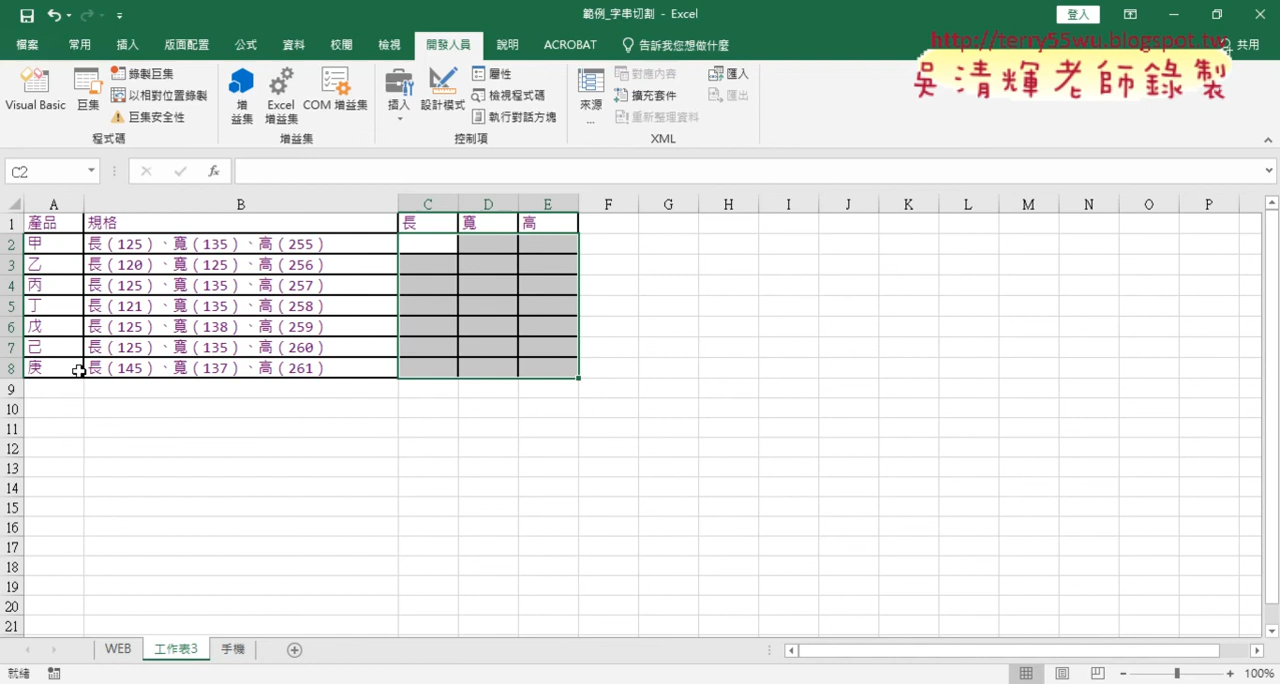 範例_字串切割 - Excel
登入
檔案 常用 插入 版面配置 公式 資料 校閱 檢視 開發人員 說明 ACROBAT 告訴我您想做什麼 共用
http://terry55wu.blogspot.tw
吳清輝老師錄製
Visual Basic 巨集 錄製巨集 以相對位置錄製 巨集安全性
增益集 Excel 增益集 COM 增益集
插入 設計模式 屬性 檢視程式碼 執行對話方塊
來源... 對應內容 擴充套件 重新整理資料 匯入 匯出
程式碼 增益集 控制項 XML
C2 fx
A B C D E F G H I J K L M N O P
1 產品 規格 長 寬 高
2 甲 長(125)、寬(135)、高(255)
3 乙 長(120)、寬(125)、高(256)
4 丙 長(125)、寬(135)、高(257)
5 丁 長(121)、寬(135)、高(258)
6 戊 長(125)、寬(138)、高(259)
7 己 長(125)、寬(135)、高(260)
8 庚 長(145)、寬(137)、高(261)
9
10
11
12
13
14
15
16
17
18
19
20
21
WEB 工作表3 手機
就緒 100%